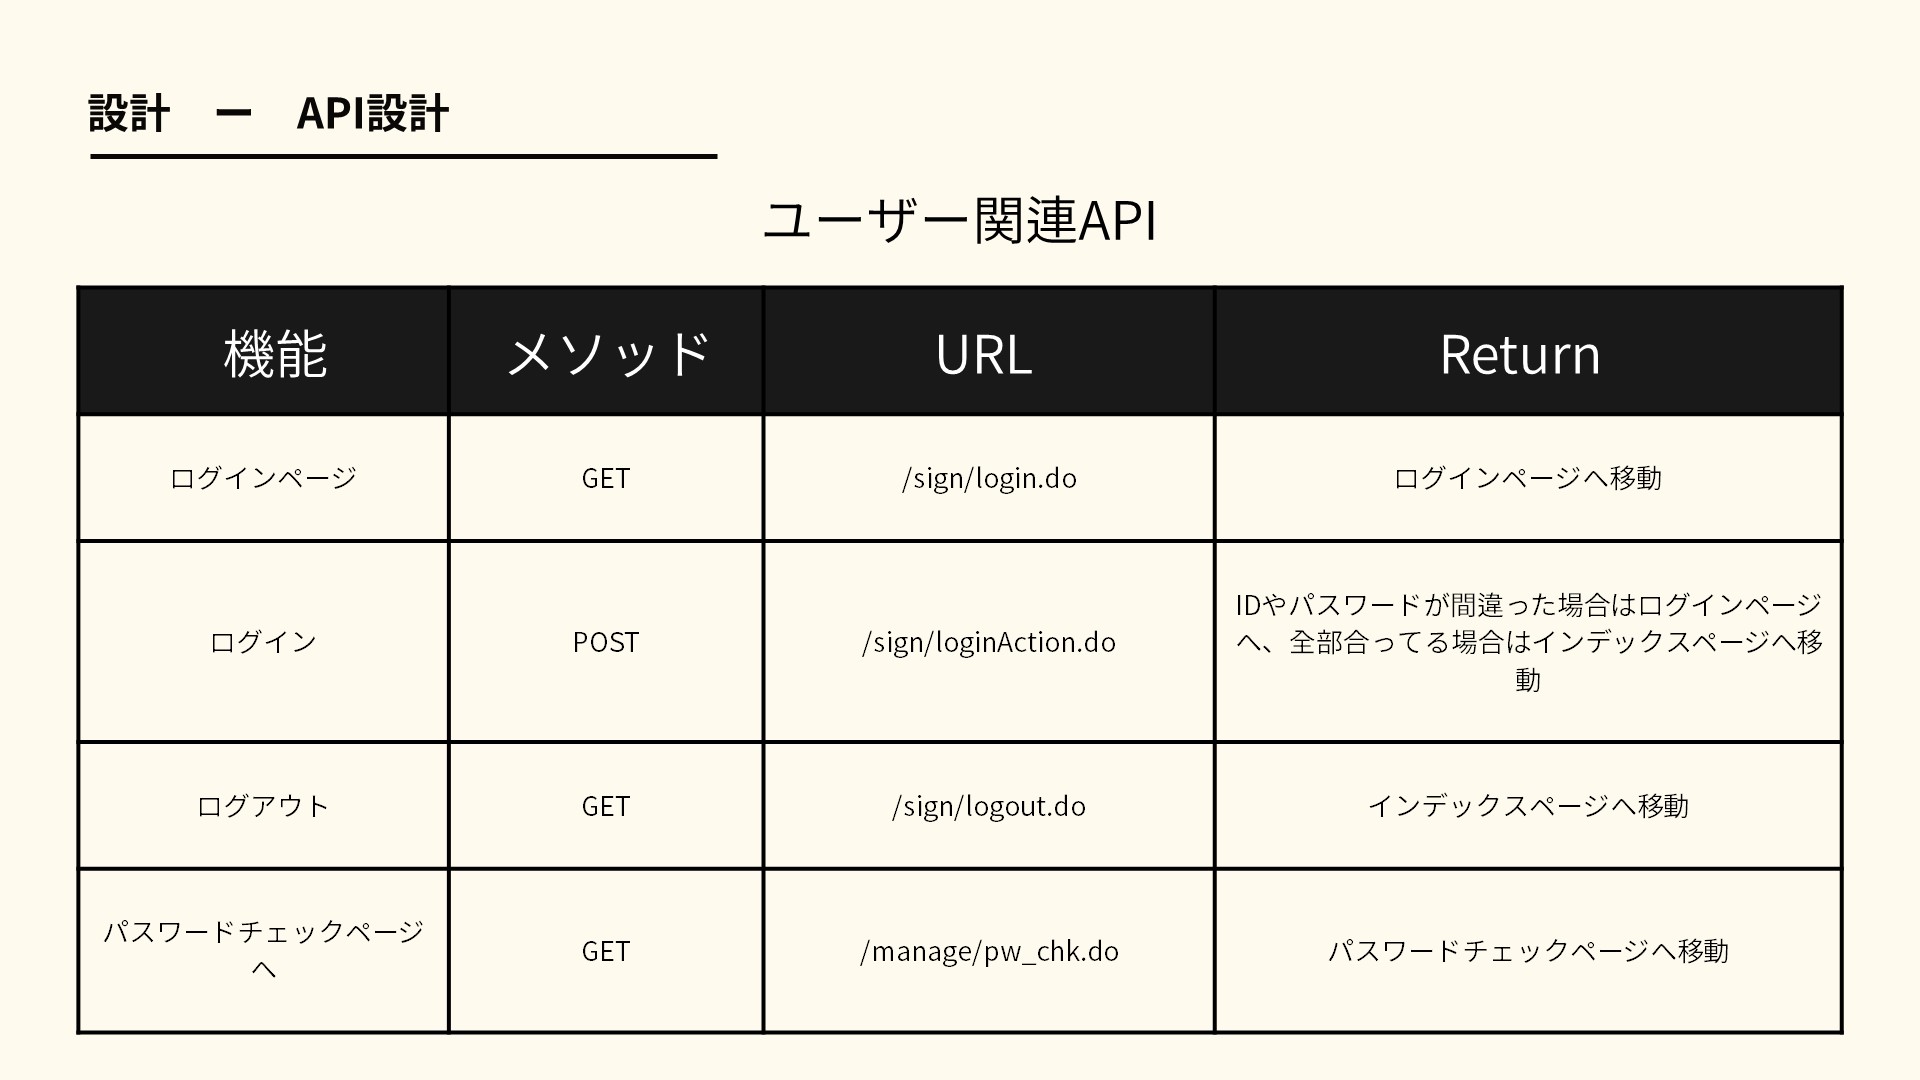 設計　ー　API設計
ユーザー関連API
機能 メソッド URL Return
ログインページ GET /sign/login.do ログインページへ移動
ログイン POST /sign/loginAction.do IDやパスワードが間違った場合はログインページ
へ、全部合ってる場合はインデックスページへ移
動
ログアウト GET /sign/logout.do インデックスページへ移動
パスワードチェックページ
へ GET /manage/pw_chk.do パスワードチェックページへ移動